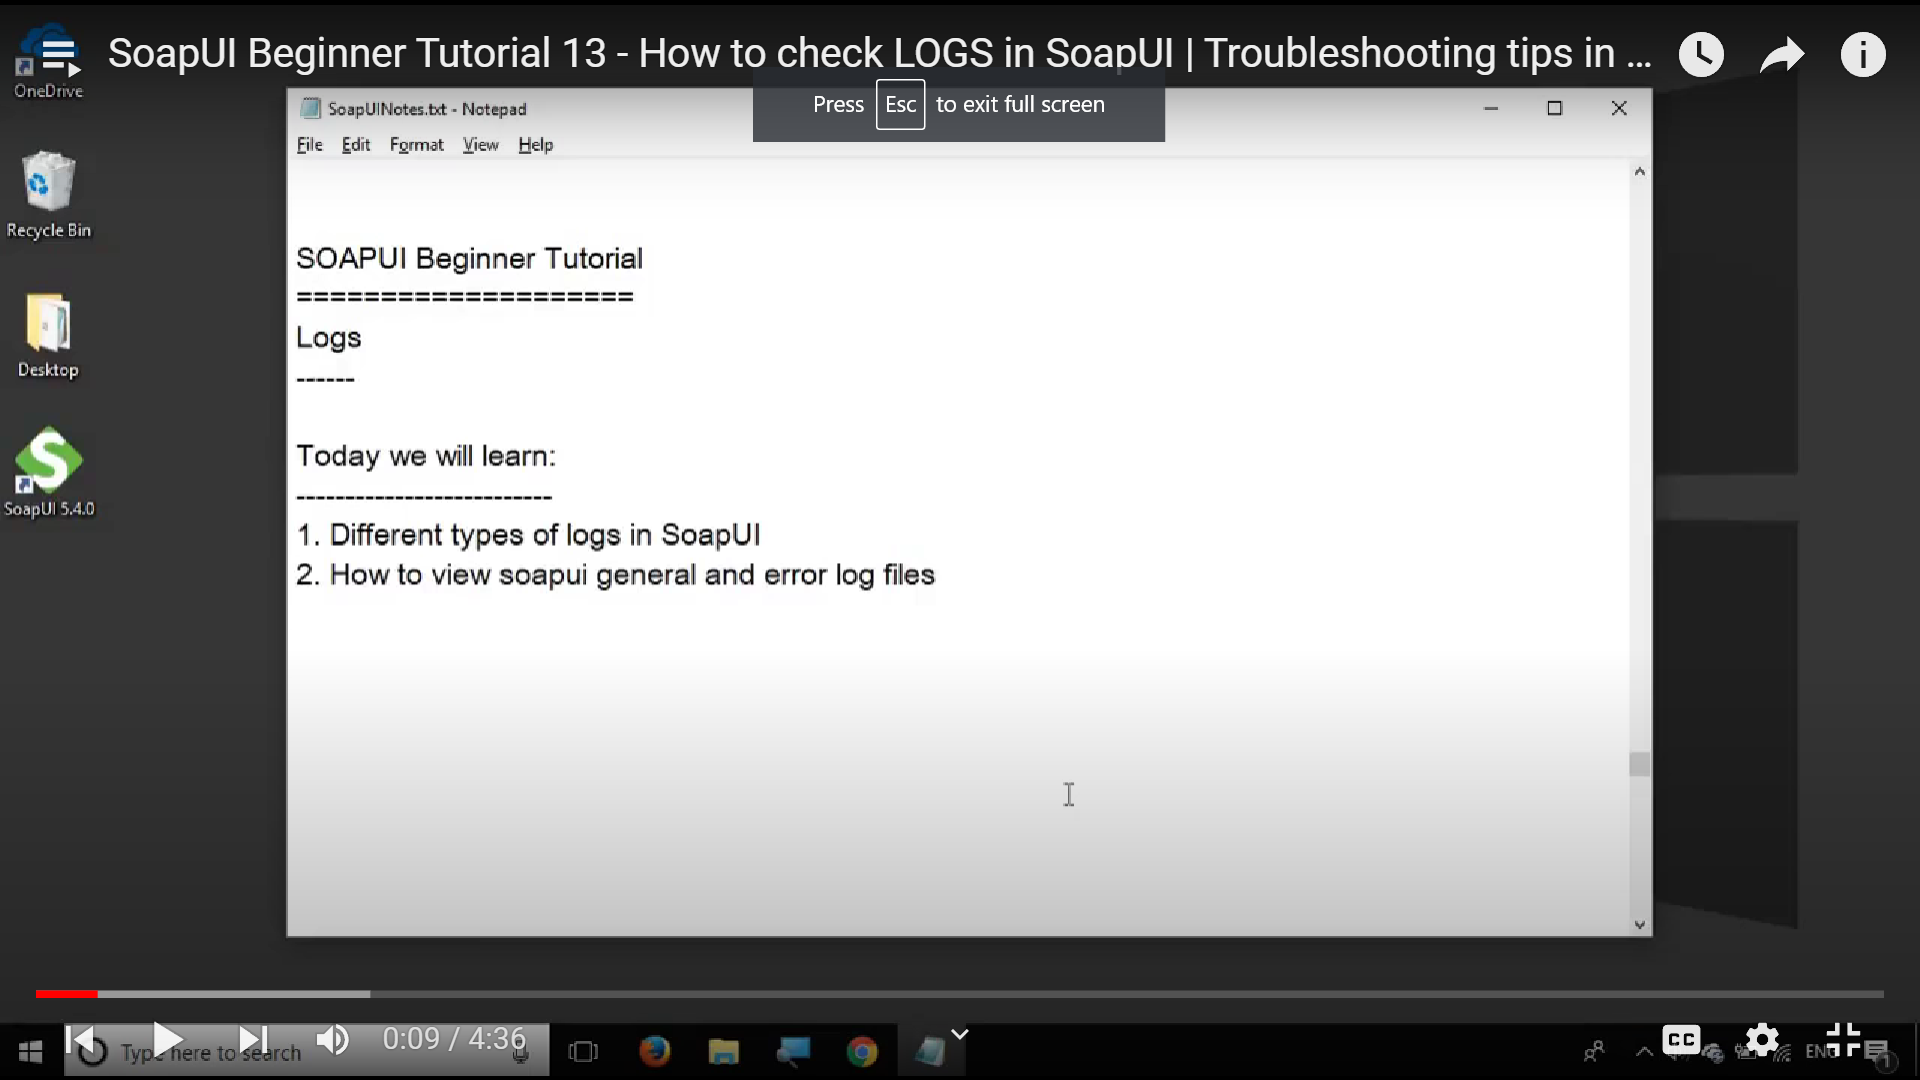 SoapUI Beginner Tutorial 13 - How to check LOGS in SoapUI | Troubleshooting tips in ...
OneDrive
Press Esc to exit full screen
SoapUINotes.txt - Notepad
File Edit Format View Help
Recycle Bin
SOAPUI Beginner Tutorial
====================
Logs
------
Desktop
Today we will learn:
--------------------------
SoapUI 5.4.0
1. Different types of logs in SoapUI
2. How to view soapui general and error log files
0:09 / 4:36
Type here to search
CC
ENG
1